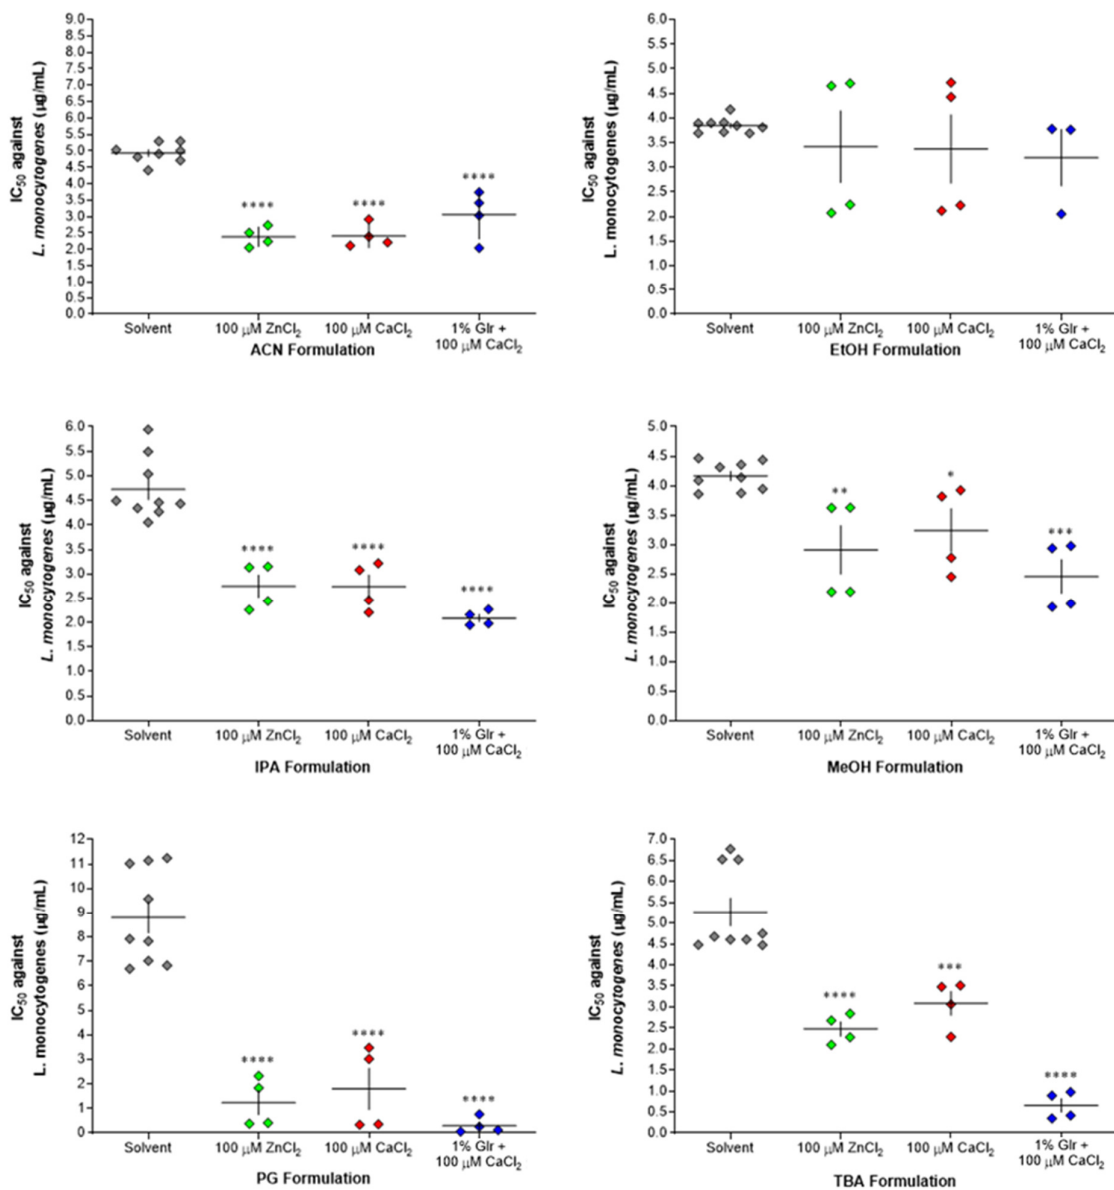 9.0
8.5
8.0
7.5
7.0
6.5
6.0
5.5
5.0
4.5
4.0
3.5
3.0
2.5
2.0
1.5
1.0
0.5
0.0
IC50 against
L. monocytogenes (µg/mL)
****
****
****
Solvent
100 µM ZnCl2
100 µM CaCl2
1% Glr +
100 µM CaCl2
ACN Formulation
6.0
5.5
5.0
4.5
4.0
3.5
3.0
2.5
2.0
1.5
1.0
0.5
0.0
IC50 against
L. monocytogenes (µg/mL)
Solvent
100 µM ZnCl2
100 µM CaCl2
1% Glr +
100 µM CaCl2
EtOH Formulation
6.0
5.5
5.0
4.5
4.0
3.5
3.0
2.5
2.0
1.5
1.0
0.5
0.0
IC50 against
L. monocytogenes (µg/mL)
****
****
****
Solvent
100 µM ZnCl2
100 µM CaCl2
1% Glr +
100 µM CaCl2
IPA Formulation
5.0
4.5
4.0
3.5
3.0
2.5
2.0
1.5
1.0
0.5
0.0
IC50 against
L. monocytogenes (µg/mL)
**
*
***
Solvent
100 µM ZnCl2
100 µM CaCl2
1% Glr +
100 µM CaCl2
MeOH Formulation
12
11
10
9
8
7
6
5
4
3
2
1
0
IC50 against
L. monocytogenes (µg/mL)
****
****
****
Solvent
100 µM ZnCl2
100 µM CaCl2
1% Glr +
100 µM CaCl2
PG Formulation
7.0
6.5
6.0
5.5
5.0
4.5
4.0
3.5
3.0
2.5
2.0
1.5
1.0
0.5
0.0
IC50 against
L. monocytogenes (µg/mL)
****
***
****
Solvent
100 µM ZnCl2
100 µM CaCl2
1% Glr +
100 µM CaCl2
TBA Formulation